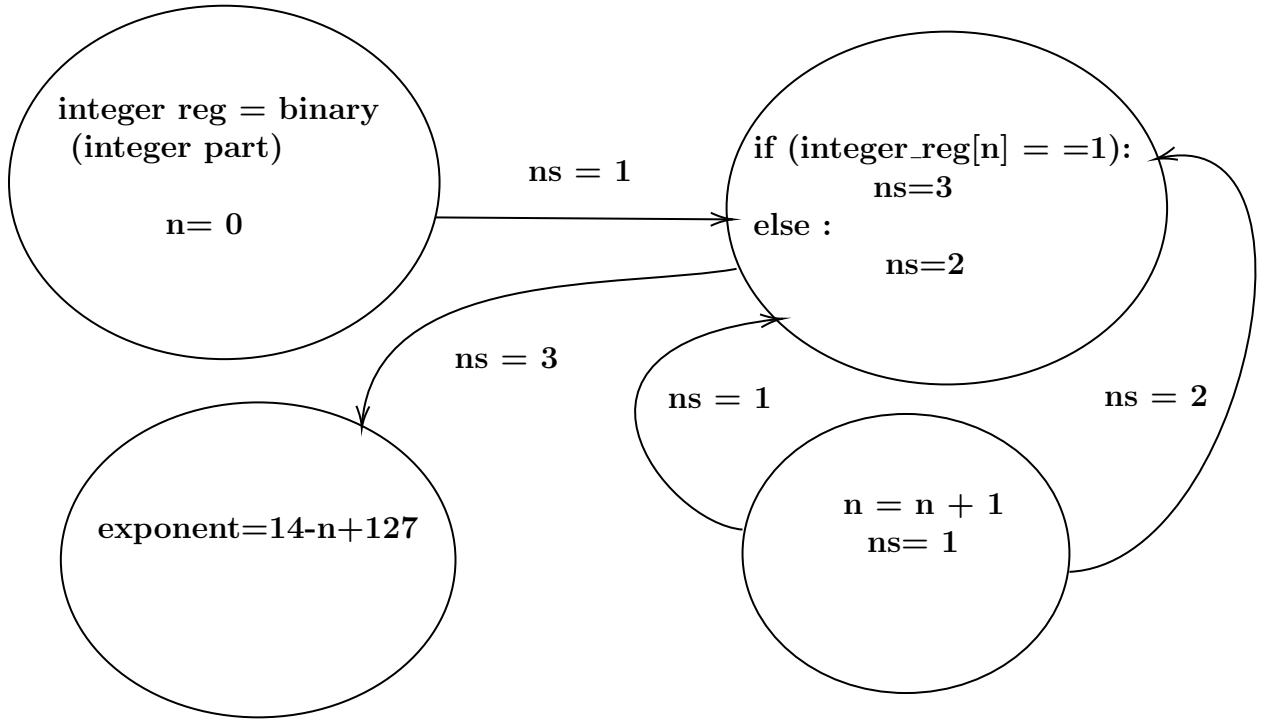 integer reg = binary
(integer part)
n= 0
ns = 1
if (integer_reg[n] = =1):
ns=3
else :
ns=2
ns = 3
ns = 1
ns = 2
exponent=14-n+127
n = n + 1
ns= 1